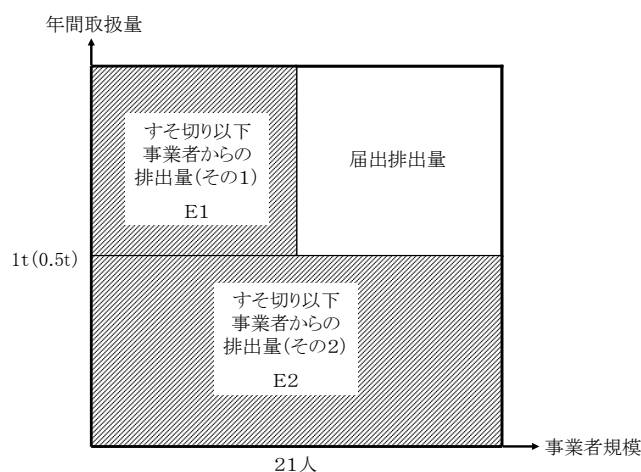 年間取扱量
すそ切り以下
事業者からの
排出量(その1)
E1
届出排出量
1t(0.5t)
すそ切り以下
事業者からの
排出量(その2)
E2
事業者規模
21人